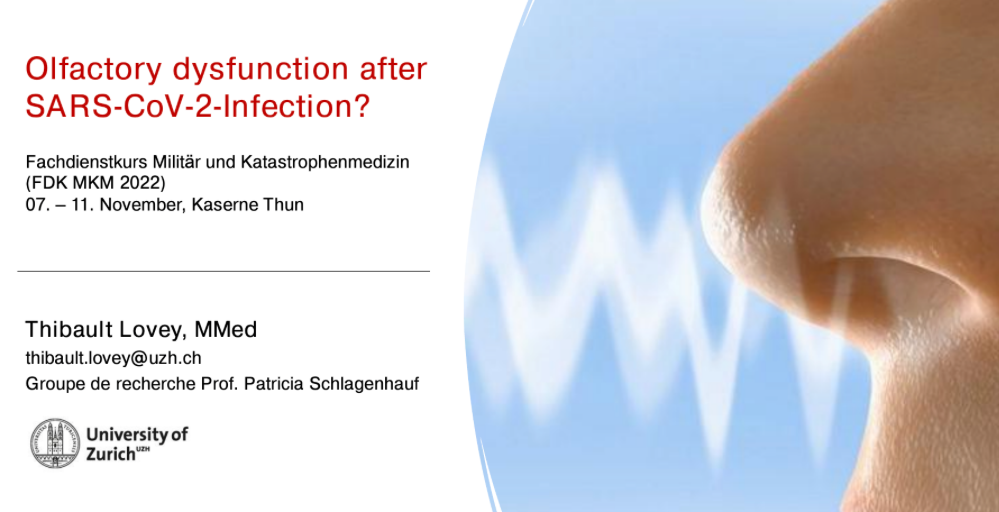 Olfactory dysfunction after
SARS-CoV-2-Infection?
Fachdienstkurs Militär und Katastrophenmedizin
(FDK MKM 2022)
07. – 11. November, Kaserne Thun
Thibault Lovey, MMed
thibault.lovey@uzh.ch
Groupe de recherche Prof. Patricia Schlagenhauf
University of
Zurich UZH